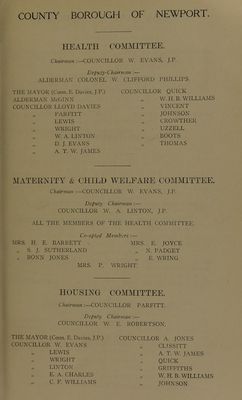 COUNTY BOROUGH OF NEWPORT.
HEALTH COMMITTEE.
Chairman :—COUNCILLOR W. EVANS, J.P.
Deputy-Chairman :—
ALDERMAN COLONEL W. CLIFFORD PHILLIPS.
THE MAYOR (Coun. E. Davies, J.P.) COUNCILLOR QUICK
ALDERMAN McGINN „ W. H. B. WILLIAMS
COUNCILLOR LLOYD DAVIES „ VINCENT
„ PARFITT „ JOHNSON
„ LEWIS „ CROWTHER
„ WRIGHT „ UZZELL
„ W. A. LINTON „ BOOTS
„ D. J. EVANS „ THOMAS
„ A. T. W. JAMES
MATERNITY & CHILD WELFARE COMMITTEE.
Chairman :—COUNCILLOR W. EVANS, J.P.
Deputy Chairman :—
COUNCILLOR W. A. LINTON, J.P.
ALL THE MEMBERS OF THE HEALTH COMMITTEE
Co-opted Members :—
MRS. H. E. BARRETT MRS. E. JOYCE
„ S. J. SUTHERLAND „ N. PADGET
„ BONN JONES „ E. WRING
MRS. P. WRIGHT
HOUSING COMMITTEE.
Chairman :—COUNCILLOR PARFITT.
Deputy Chairman :—
COUNCILLOR W. E. ROBERTSON.
THE MAYOR (Coun. E. Davies, J.P.) COUNCILLOR A. JONES
COUNCILLOR W. EVANS „ CLISSITT
„ LEWIS „ A. T. W. JAMES
„ WRIGHT „ QUICK
„ LINTON „ GRIFFITHS
„ E. A. CHARLES „ W. H. B. WILLIAMS
„ C. P. WILLIAMS „ JOHNSON